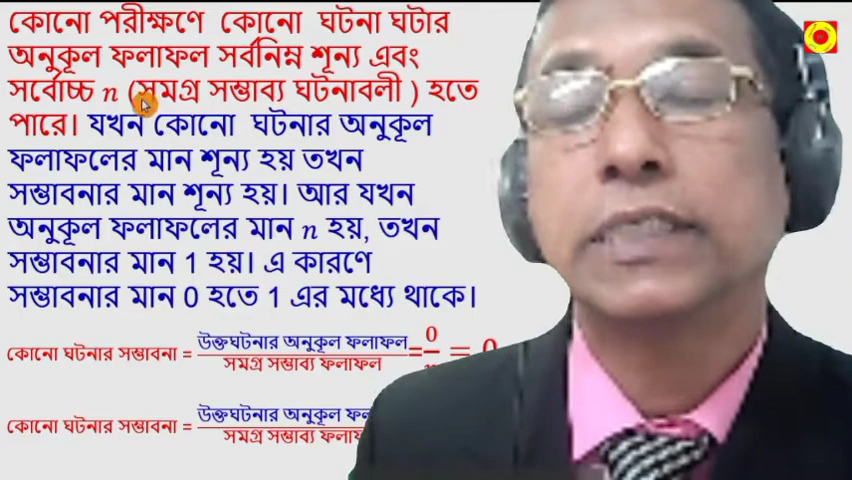 কোনো পরীক্ষণে কোনো ঘটনা ঘটার
অনুকূল ফলাফল সর্বনিম্ন শূন্য এবং
সর্বোচ্চ n (সমগ্র সম্ভাব্য ঘটনাবলী ) হতে
পারে। যখন কোনো ঘটনার অনুকূল
ফলাফলের মান শূন্য হয় তখন
সম্ভাবনার মান শূন্য হয়। আর যখন
অনুকূল ফলাফলের মান n হয়, তখন
সম্ভাবনার মান 1 হয়। এ কারণে
সম্ভাবনার মান 0 হতে 1 এর মধ্যে থাকে।
কোনো ঘটনার সম্ভাবনা = উক্তঘটনার অনুকূল ফলাফল
সমগ্র সম্ভাব্য ফলাফল = 0 = 0
কোনো ঘটনার সম্ভাবনা = উক্তঘটনার অনুকূল
সমগ্র সম্ভাব্য